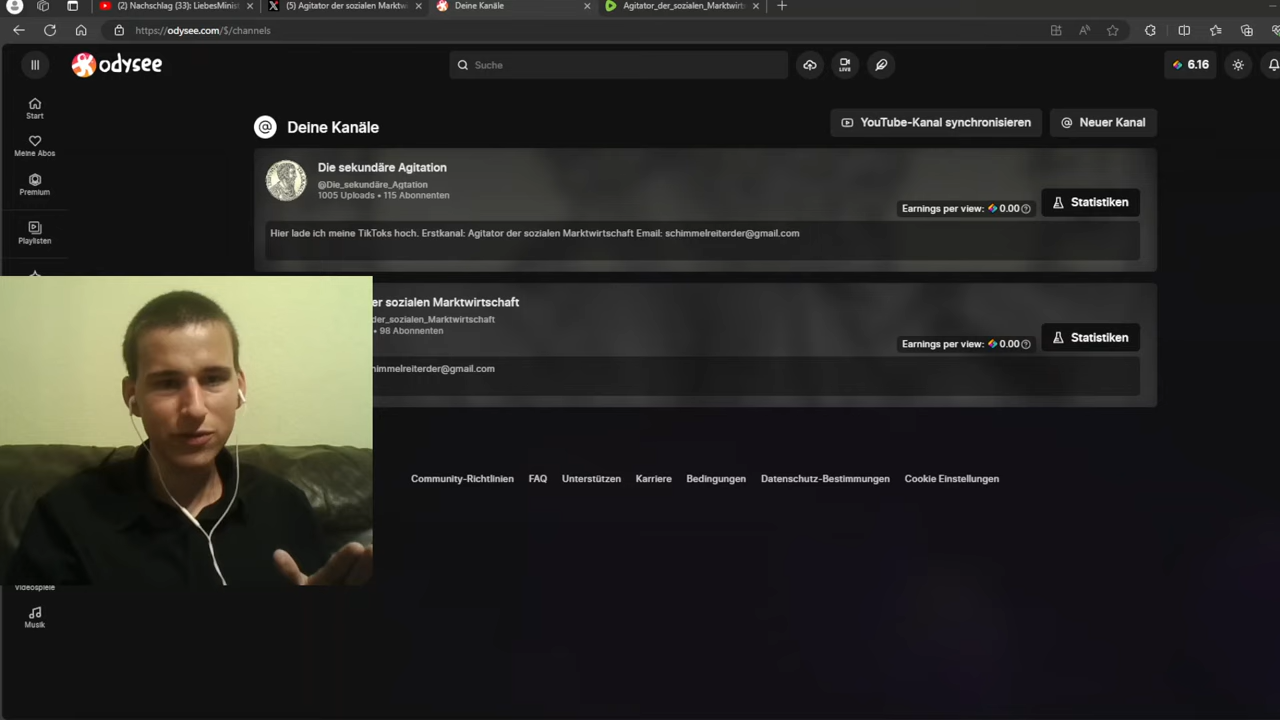 (2) Nachschlag (33): LiebesMinist
(5) Agitator der sozialen Marktw
Deine Kanäle
Agitator_der_sozialen_Marktwirts
https://odysee.com/$/channels
odysee
Suche
LIVE
6.16
Start
Meine Abos
Premium
Playlisten
Deine Kanäle
YouTube-Kanal synchronisieren
Neuer Kanal
Die sekundäre Agitation
@Die_sekundäre_Agtation
1005 Uploads • 115 Abonnenten
Earnings per view: 0.00
Statistiken
Hier lade ich meine TikToks hoch. Erstkanal: Agitator der sozialen Marktwirtschaft Email: schimmelreiterder@gmail.com
er sozialen Marktwirtschaft
der_sozialen_Marktwirtschaft
• 98 Abonnenten
Earnings per view: 0.00
Statistiken
himmelreiterder@gmail.com
Community-Richtlinien FAQ Unterstützen Karriere Bedingungen Datenschutz-Bestimmungen Cookie Einstellungen
Videospiele
Musik